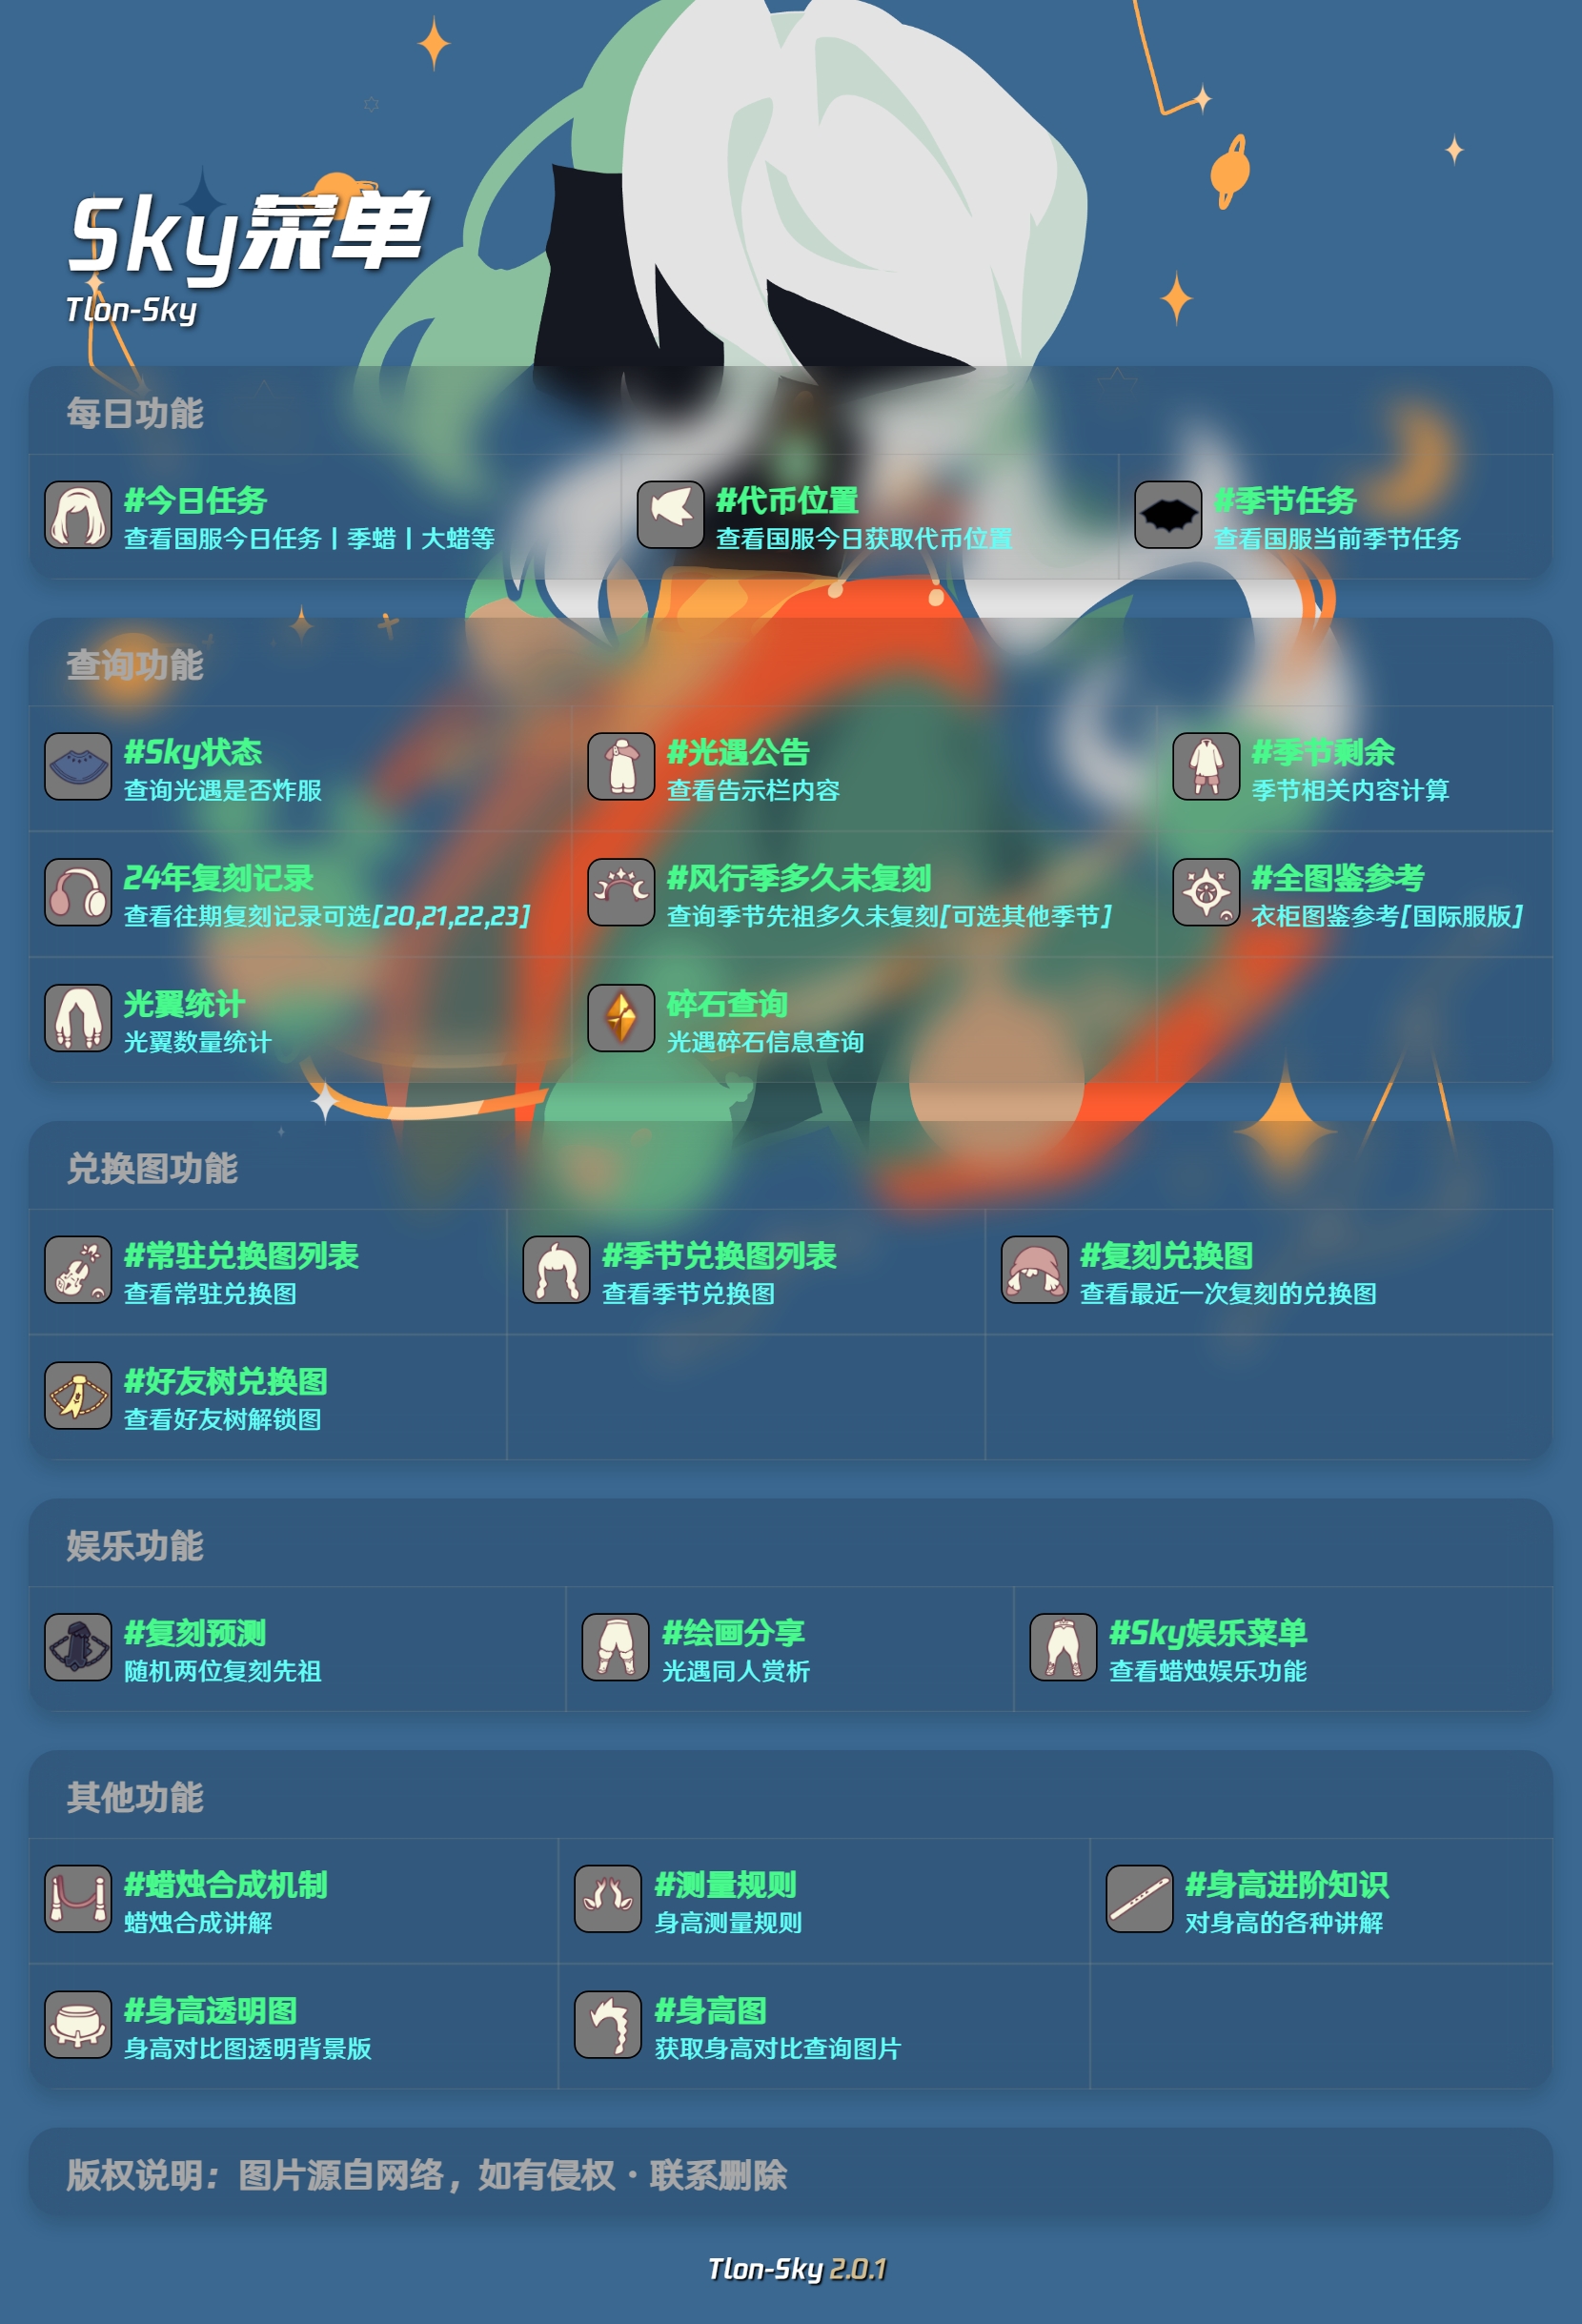 Sky菜单
Tlon-Sky
每日功能
#今日任务
查看国服今日任务丨季蜡丨大蜡等
#代币位置
查看国服今日获取代币位置
#季节任务
查看国服当前季节任务
查询功能
#Sky状态
查询光遇是否炸服
#光遇公告
查看告示栏内容
#季节剩余
季节相关内容计算
24年复刻记录
查看往期复刻记录可选[20,21,22,23]
#风行季多久未复刻
查询季节先祖多久未复刻[可选其他季节]
#全图鉴参考
衣柜图鉴参考[国际服版]
光翼统计
光翼数量统计
碎石查询
光遇碎石信息查询
兑换图功能
#常驻兑换图列表
查看常驻兑换图
#季节兑换图列表
查看季节兑换图
#复刻兑换图
查看最近一次复刻的兑换图
#好友树兑换图
查看好友树解锁图
娱乐功能
#复刻预测
随机两位复刻先祖
#绘画分享
光遇同人赏析
#Sky娱乐菜单
查看蜡烛娱乐功能
其他功能
#蜡烛合成机制
蜡烛合成讲解
#测量规则
身高测量规则
#身高进阶知识
对身高的各种讲解
#身高透明图
身高对比图透明背景版
#身高图
获取身高对比查询图片
版权说明：图片源自网络，如有侵权·联系删除
Tlon-Sky 2.0.1